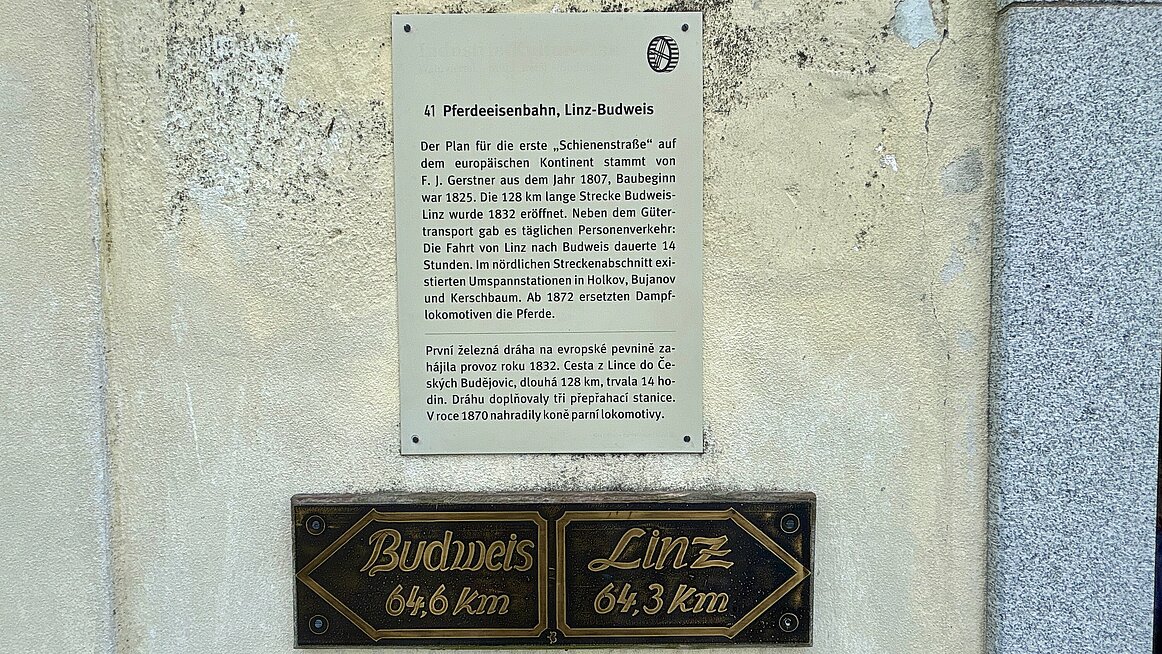 41 Pferdeeisenbahn, Linz-Budweis
Der Plan für die erste „Schienenstraße“ auf
dem europäischen Kontinent stammt von
F. J. Gerstner aus dem Jahr 1807, Baubeginn
war 1825. Die 128 km lange Strecke Budweis-
Linz wurde 1832 eröffnet. Neben dem Güter-
transport gab es täglichen Personenverkehr:
Die Fahrt von Linz nach Budweis dauerte 14
Stunden. Im nördlichen Streckenabschnitt exi-
stierten Umspannstationen in Holkov, Bujanov
und Kerschbaum. Ab 1872 ersetzten Dampf-
lokomotiven die Pferde.
První železná dráha na evropské pevnině za-
hájila provoz roku 1832. Cesta z Lince do Če-
ských Budějovic, dlouhá 128 km, trvala 14 ho-
din. Dráhu doplňovaly tři přepřahací stanice.
V roce 1870 nahradily koně parní lokomotivy.
Budweis
64,6 Km
Linz
64,3 Km